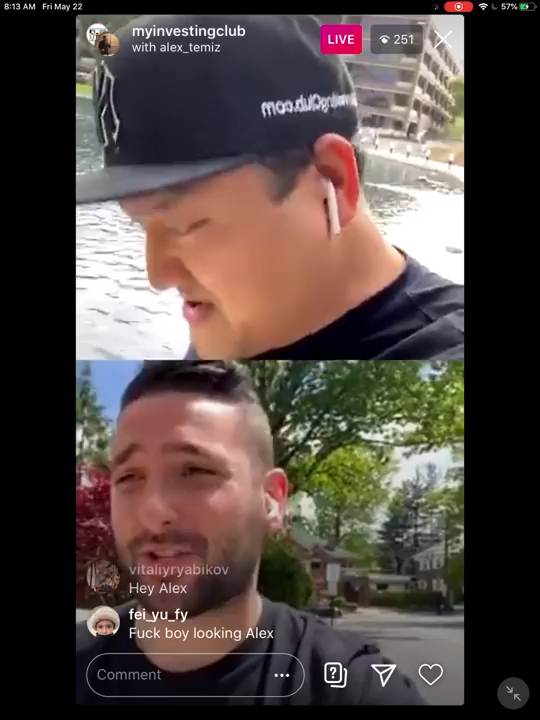 8:13 AM Fri May 22
57%
myinvestingclub
with alex_temiz
LIVE
251
vitaliyryabikov
Hey Alex
fei_yu_fy
Fuck boy looking Alex
Comment